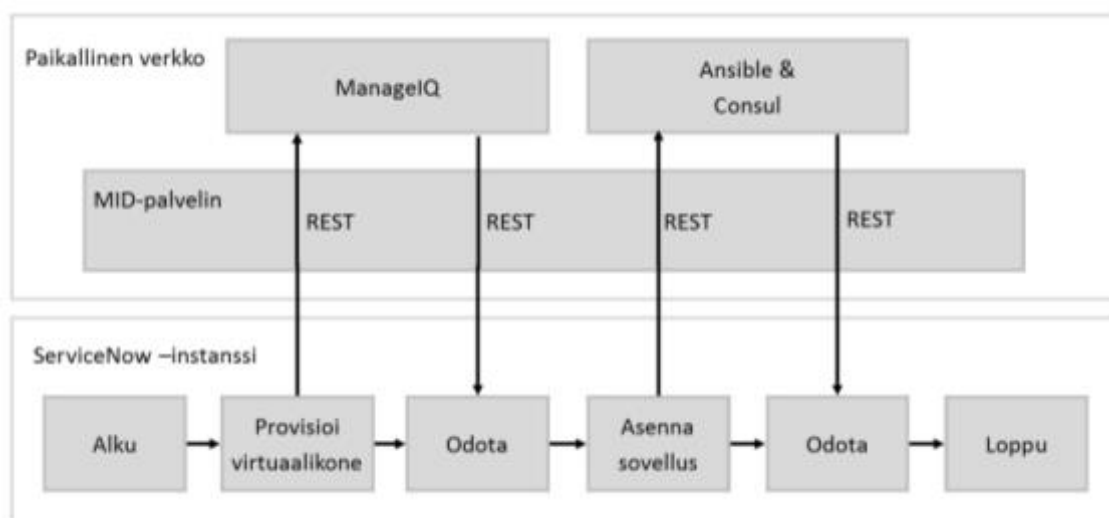 Paikallinen verkko
ManageIQ
Ansible &
Consul
MID-palvelin
REST
REST
REST
REST
ServiceNow –instanssi
Alku
Provisioi
virtuaalikone
Odota
Asenna
sovellus
Odota
Loppu